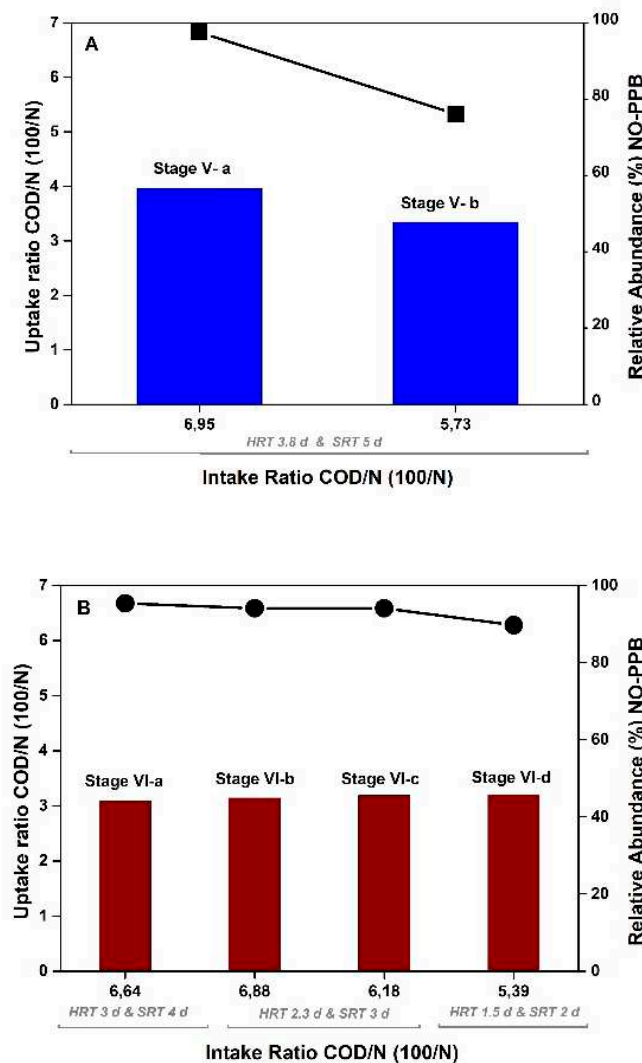 A
7
6
5
4
3
2
1
0
Uptake ratio COD/N (100/N)
100
80
60
40
20
0
Relative Abundance (%) NO-PPB
Stage V- a
Stage V- b
6,95
5,73
HRT 3.8 d & SRT 5 d
Intake Ratio COD/N (100/N)
B
7
6
5
4
3
2
1
0
Uptake ratio COD/N (100/N)
100
80
60
40
20
0
Relative Abundance (%) NO-PPB
Stage VI-a
Stage VI-b
Stage VI-c
Stage VI-d
6,64
6,88
6,18
5,39
HRT 3 d & SRT 4 d
HRT 2.3 d & SRT 3 d
HRT 1.5 d & SRT 2 d
Intake Ratio COD/N (100/N)